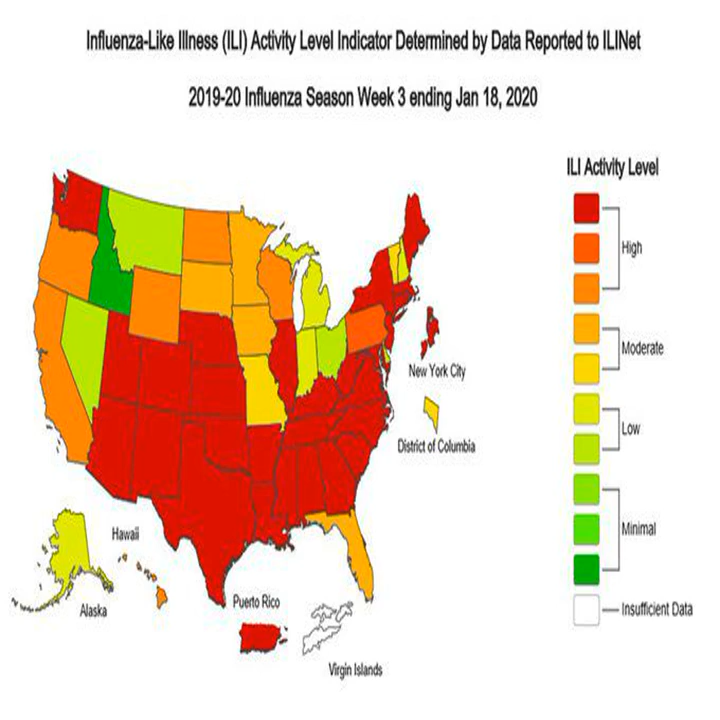 Influenza-Like Illness (ILI) Activity Level Indicator Determined by Data Reported to ILINet
2019-20 Influenza Season Week 3 ending Jan 18, 2020
ILI Activity Level
High
Moderate
Low
Minimal
Insufficient Data
New York City
District of Columbia
Hawaii
Alaska
Puerto Rico
Virgin Islands